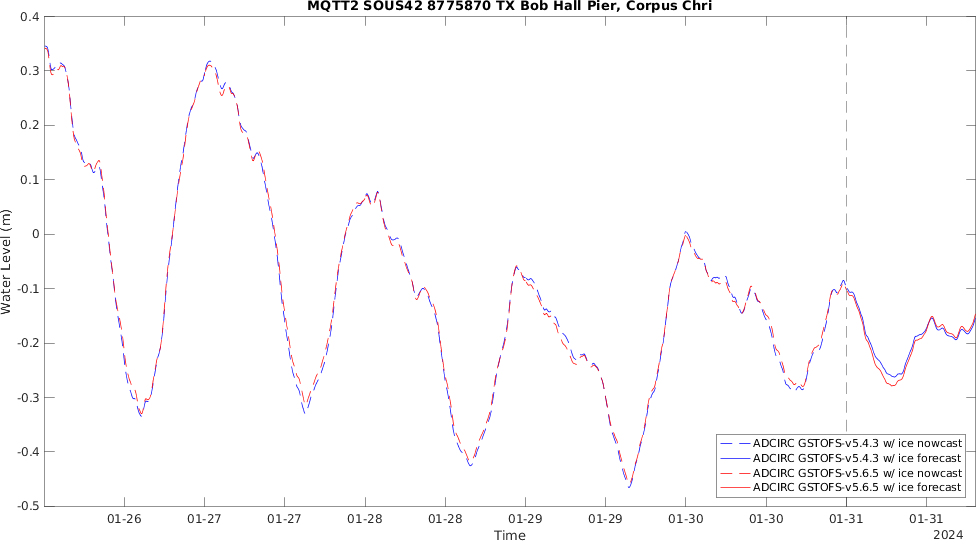 MQTT2 SOUS42 8775870 TX Bob Hall Pier, Corpus Chri
0.4
0.3
0.2
0.1
0
-0.1
-0.2
-0.3
-0.4
-0.5
Water Level (m)
ADCIRC GSTOFS-v5.4.3 w/ ice nowcast
ADCIRC GSTOFS-v5.4.3 w/ ice forecast
ADCIRC GSTOFS-v5.6.5 w/ ice nowcast
ADCIRC GSTOFS-v5.6.5 w/ ice forecast
01-26 01-27 01-27 01-28 01-28 01-29 01-29 01-30 01-30 01-31 01-31
Time
2024